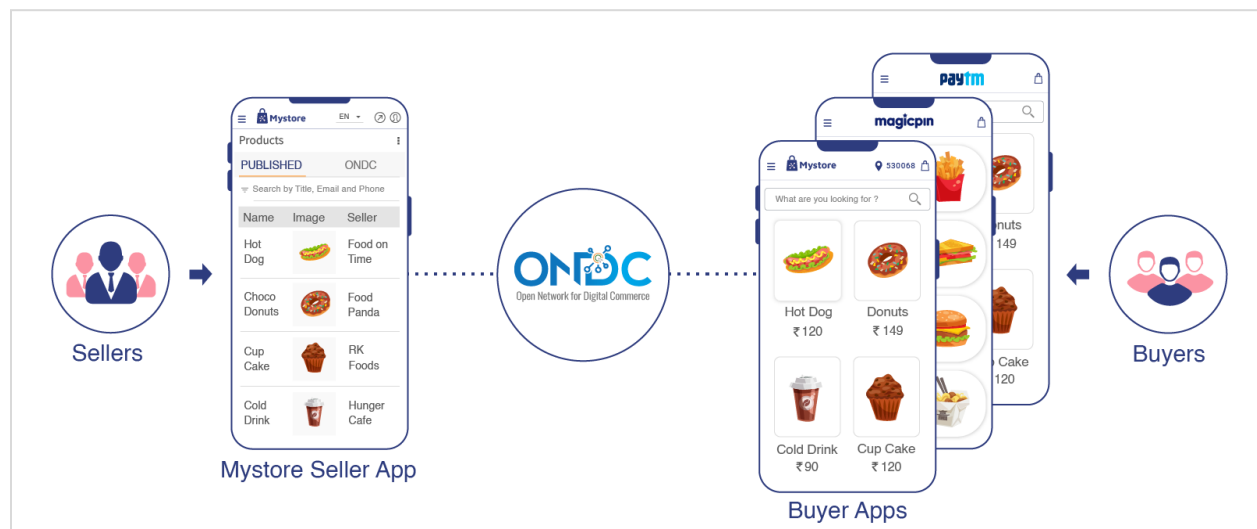 Sellers
Mystore
EN
Products
PUBLISHED
ONDC
Search by Title, Email and Phone
Name Image Seller
Hot
Dog
Food on
Time
Choco
Donuts
Food
Panda
Cup
Cake
RK
Foods
Cold
Drink
Hunger
Cafe
Mystore Seller App
ONDC
Open Network for Digital Commerce
Mystore
530068
What are you looking for ?
Hot Dog
₹ 120
Donuts
₹ 149
Cold Drink
₹ 90
Cup Cake
₹ 120
magicpin
paytm
nuts
149
Cake
120
Buyer Apps
Buyers